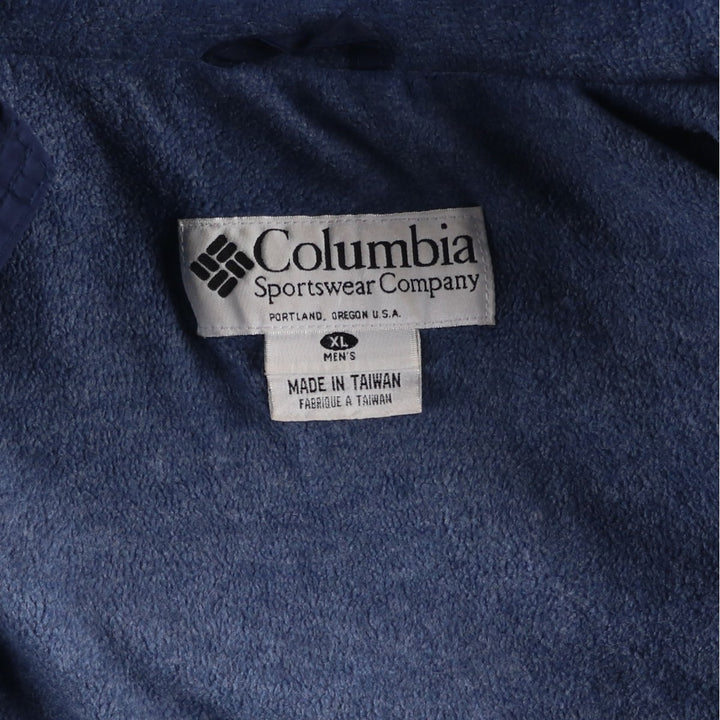 Columbia
Sportswear Company
PORTLAND, OREGON U.S.A.
XL
MEN'S
MADE IN TAIWAN
FABRIQUE A TAIWAN